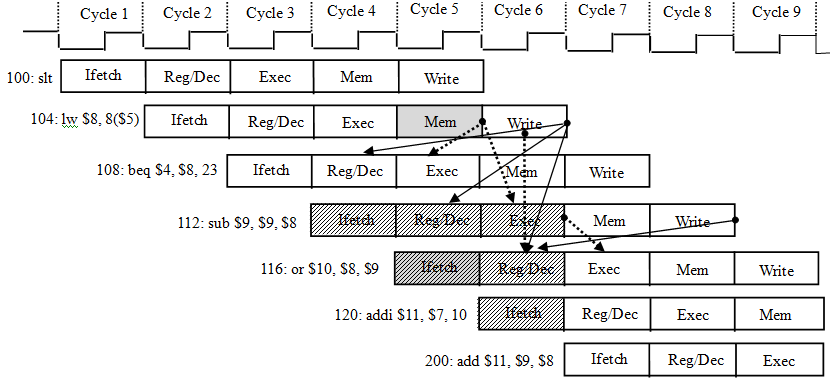 Cycle 1 Cycle 2 Cycle 3 Cycle 4 Cycle 5 Cycle 6 Cycle 7 Cycle 8 Cycle 9
100: slt Ifetch Reg/Dec Exec Mem Write
104: lw $8, 8($5) Ifetch Reg/Dec Exec Mem Write
108: beq $4, $8, 23 Ifetch Reg/Dec Exec Mem Write
112: sub $9, $9, $8 Ifetch Reg/Dec Exec Mem Write
116: or $10, $8, $9 Ifetch Reg/Dec Exec Mem Write
120: addi $11, $7, 10 Ifetch Reg/Dec Exec Mem
200: add $11, $9, $8 Ifetch Reg/Dec Exec